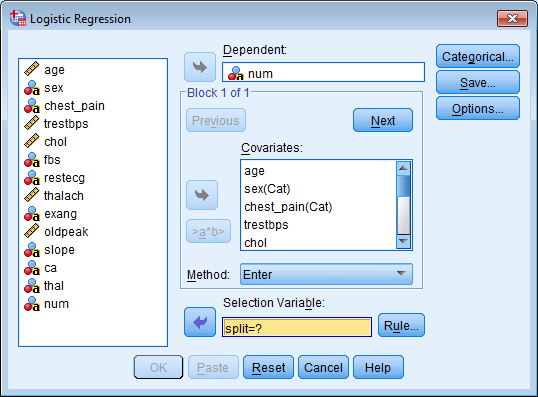 Logistic Regression
age
sex
chest_pain
trestbps
chol
fbs
restecg
thalach
exang
oldpeak
slope
ca
thal
num
Dependent:
num
Block 1 of 1
Previous
Next
Covariates:
age
sex(Cat)
chest_pain(Cat)
trestbps
chol
>a*b>
Method:
Enter
Selection Variable:
split=?
Rule...
Categorical...
Save...
Options...
OK
Paste
Reset
Cancel
Help